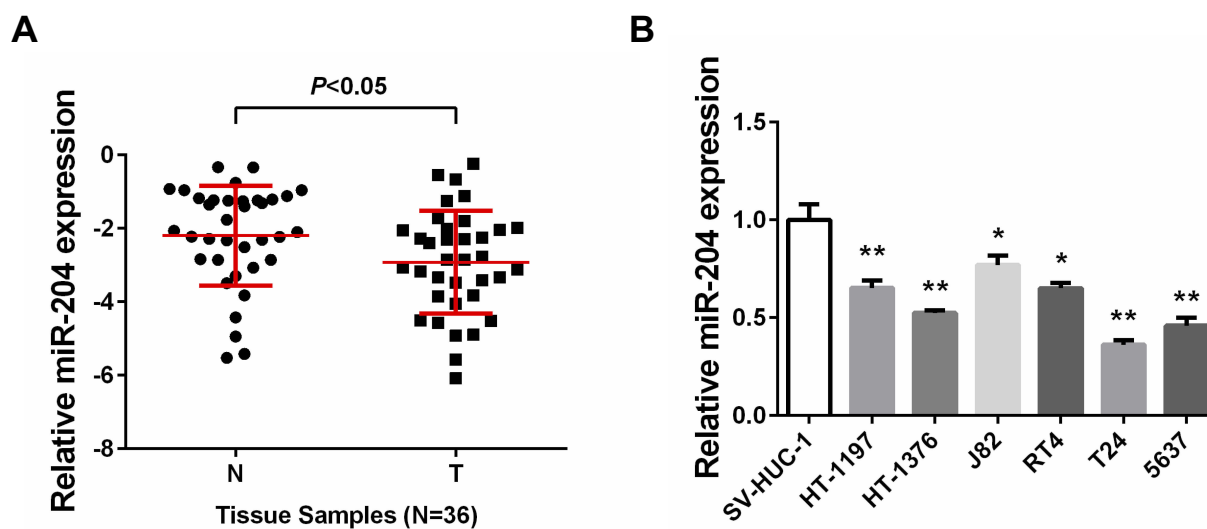 A
P<0.05
Relative miR-204 expression
0
-2
-4
-6
-8
N
T
Tissue Samples (N=36)
B
Relative miR-204 expression
1.5
1.0
0.5
0.0
**
**
*
*
**
**
SV-HUC-1
HT-1197
HT-1376
J82
RT4
T24
5637